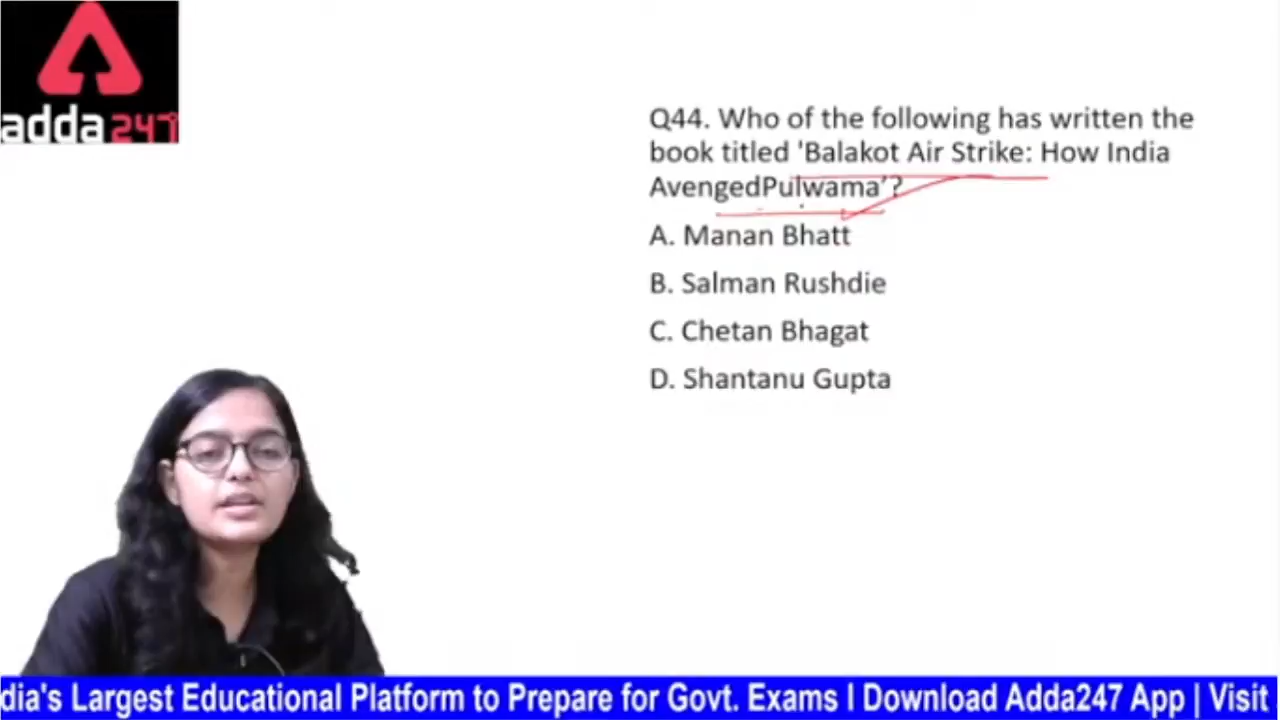 adda247
Q44. Who of the following has written the
book titled 'Balakot Air Strike: How India
AvengedPulwama'?
A. Manan Bhatt
B. Salman Rushdie
C. Chetan Bhagat
D. Shantanu Gupta
dia's Largest Educational Platform to Prepare for Govt. Exams I Download Adda247 App | Visit